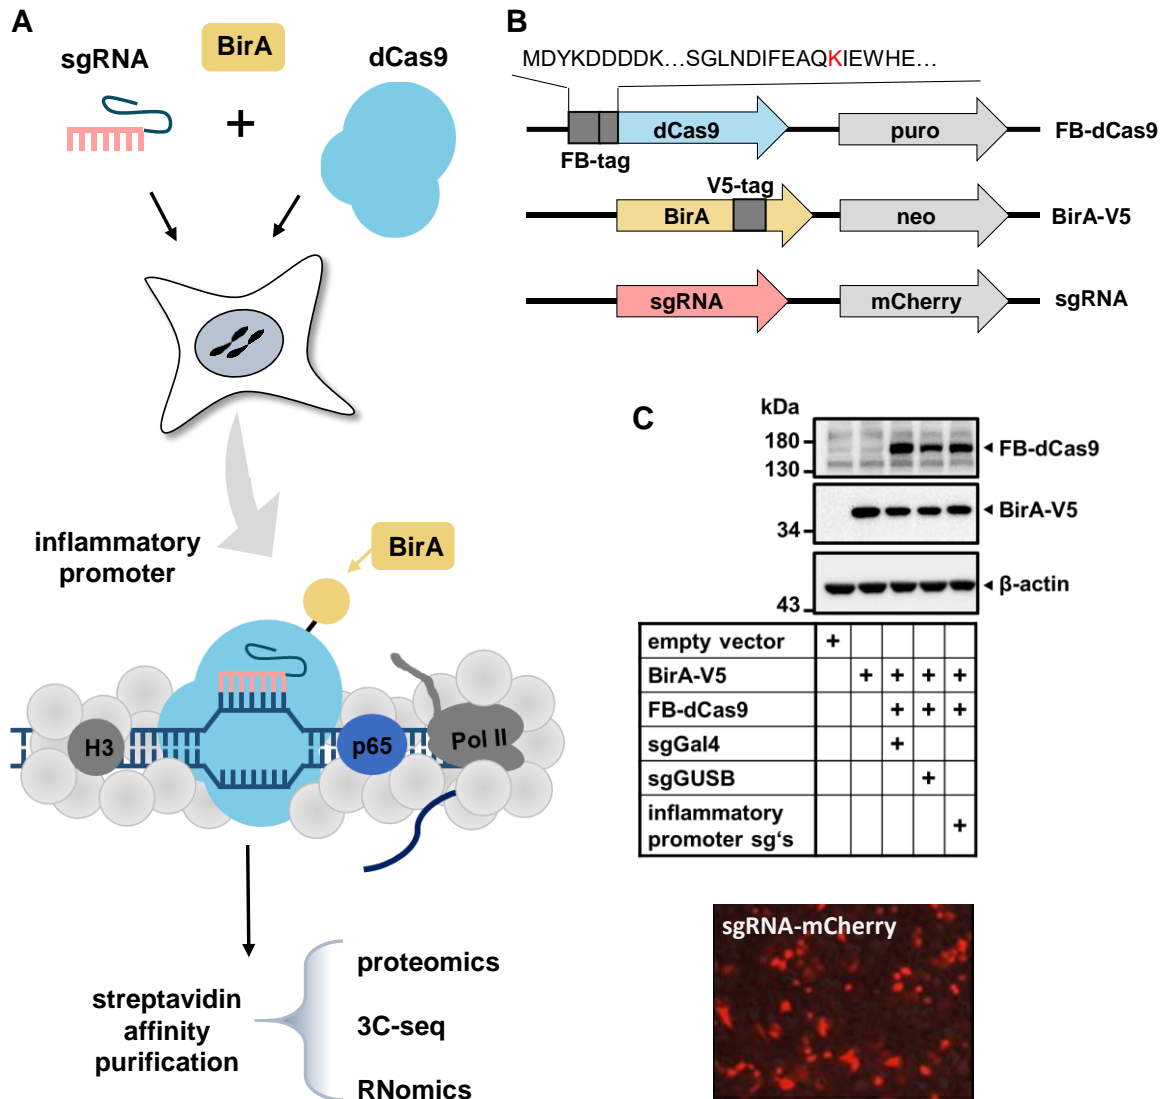 A
sgRNA
BirA
dCas9
+
inflammatory
promoter
BirA
H3
p65
Pol II
streptavidin
affinity
purification
proteomics
3C-seq
RNomics
B
MDYKDDDDK…SGLNDIFEAQKIEWHE…
dCas9
puro
FB-dCas9
FB-tag
V5-tag
BirA
neo
BirA-V5
sgRNA
mCherry
sgRNA
C
kDa
180
130
FB-dCas9
34
BirA-V5
43
β-actin
empty vector +
BirA-V5 + + + +
FB-dCas9 + + +
sgGal4 +
sgGUSB +
inflammatory
promoter sg‘s +
sgRNA-mCherry